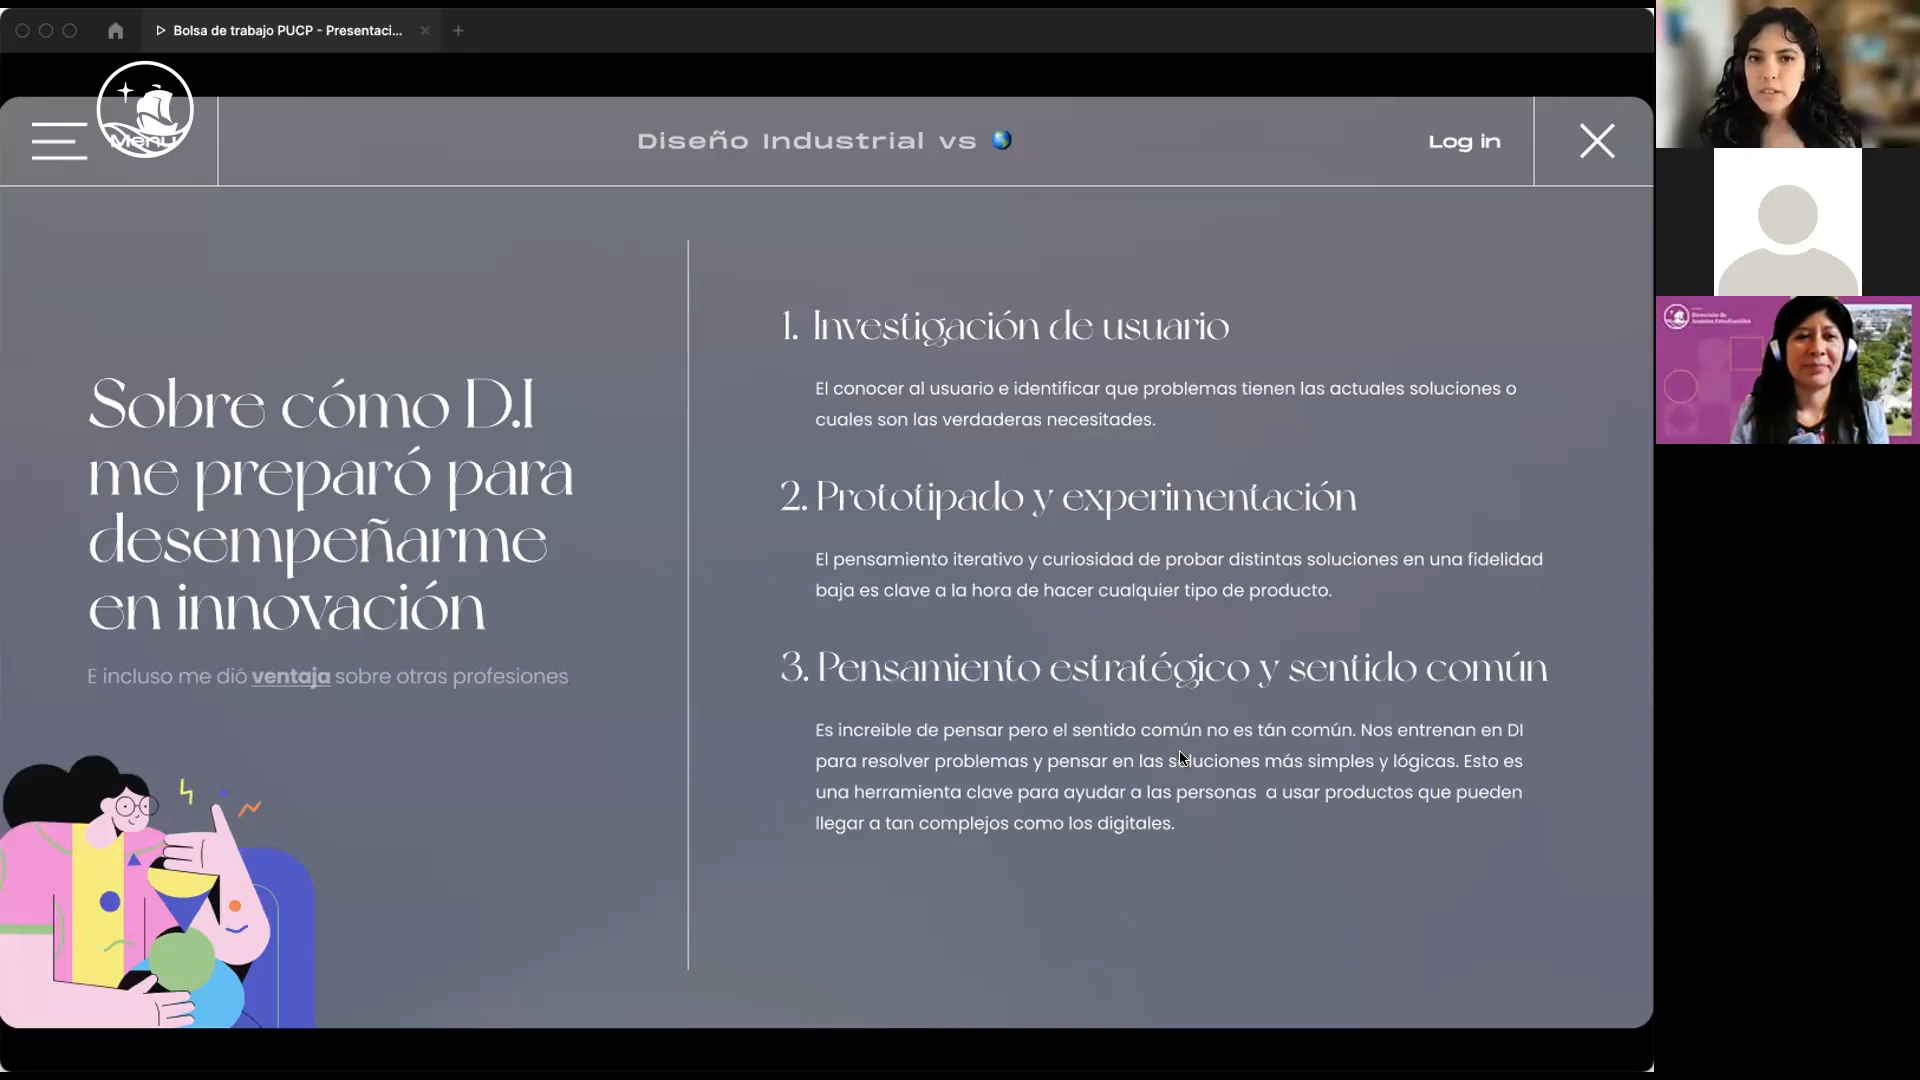 Bolsa de trabajo PUCP - Presentaci...
Menu
Diseño Industrial vs
Log in
Sobre cómo D.I
me preparó para
desempeñarme
en innovación
E incluso me dió ventaja sobre otras profesiones
1. Investigación de usuario
El conocer al usuario e identificar que problemas tienen las actuales soluciones o
cuales son las verdaderas necesitades.
2. Prototipado y experimentación
El pensamiento iterativo y curiosidad de probar distintas soluciones en una fidelidad
baja es clave a la hora de hacer cualquier tipo de producto.
3. Pensamiento estratégico y sentido común
Es increible de pensar pero el sentido común no es tán común. Nos entrenan en DI
para resolver problemas y pensar en las soluciones más simples y lógicas. Esto es
una herramienta clave para ayudar a las personas a usar productos que pueden
llegar a tan complejos como los digitales.
Dirección de
Asuntos Estudiantiles